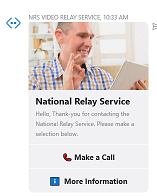 NRS VIDEO RELAY SERVICE, 10:33 AM
National Relay Service
Hello, Thank-you for contacting the
National Relay Service. Please make a
selection below.
Make a Call
More Information